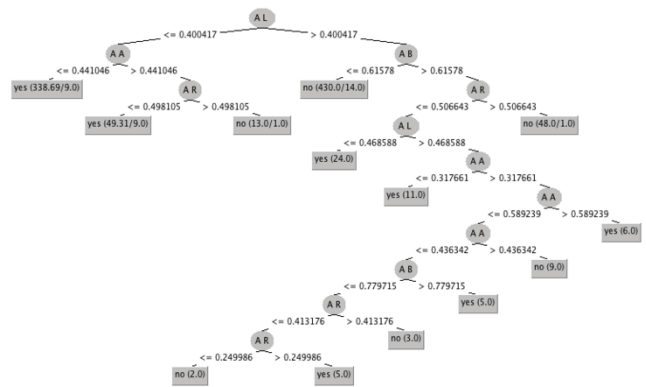 A L
<= 0.400417 > 0.400417
A A A B
<= 0.441046 > 0.441046 <= 0.61578 > 0.61578
yes (338.69/9.0) A R no (430.0/14.0) A R
<= 0.498105 > 0.498105 <= 0.506643 > 0.506643
yes (49.31/9.0) no (13.0/1.0) A L no (48.0/1.0)
<= 0.468588 > 0.468588
yes (24.0) A A
<= 0.317661 > 0.317661
yes (11.0) A A
<= 0.589239 > 0.589239
A A yes (6.0)
<= 0.436342 > 0.436342
A B no (9.0)
<= 0.779715 > 0.779715
A R yes (5.0)
<= 0.413176 > 0.413176
A R no (3.0)
<= 0.249986 > 0.249986
no (2.0) yes (5.0)